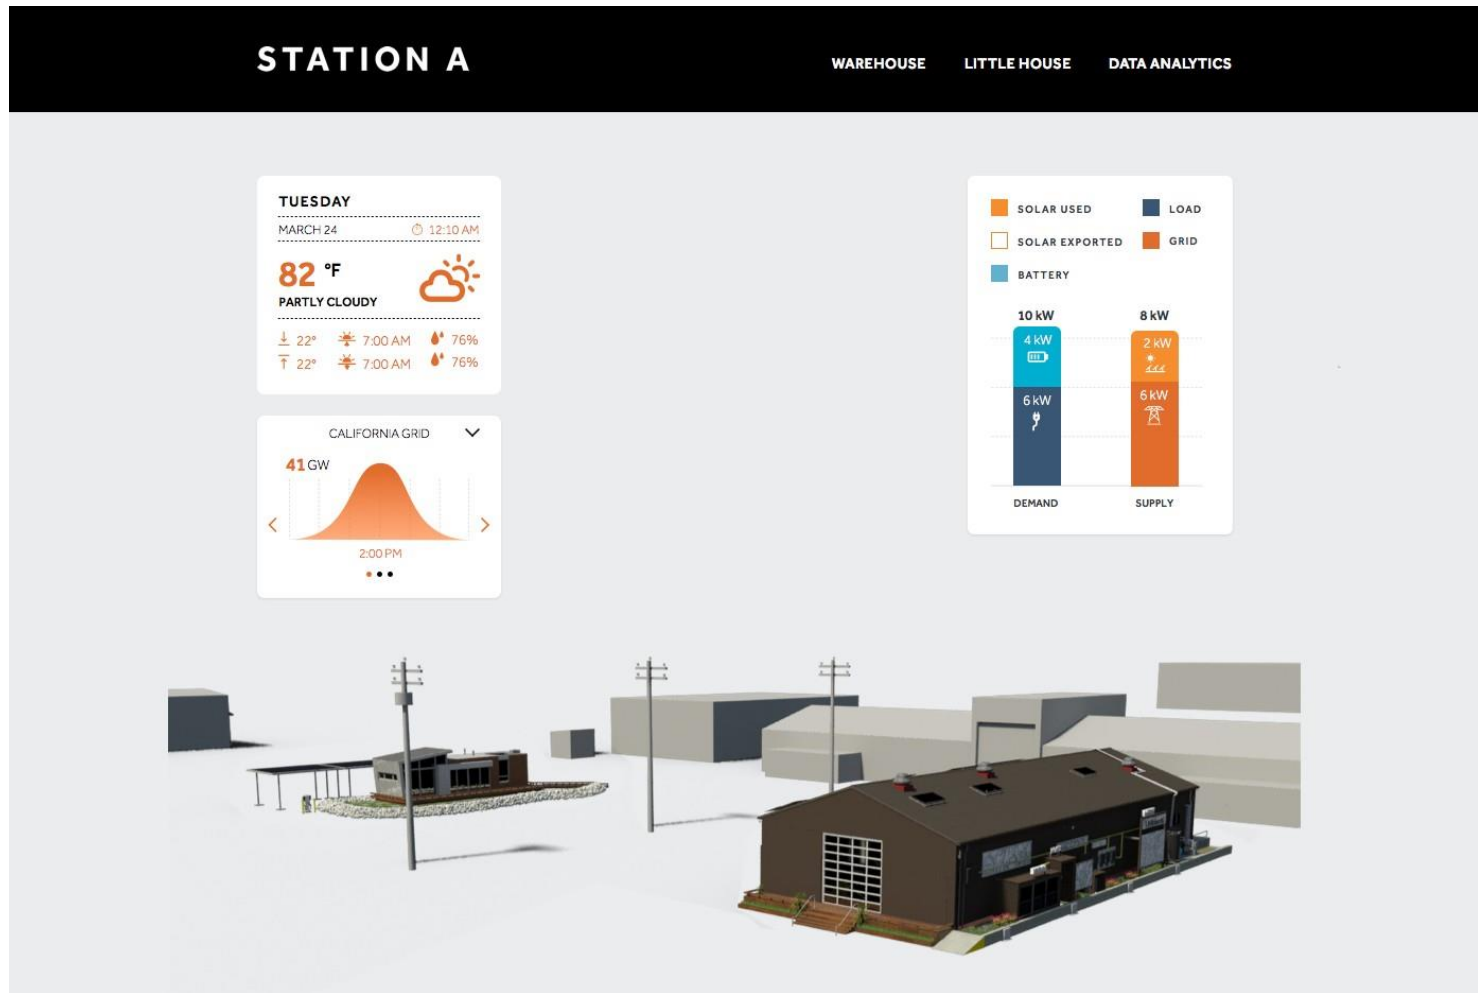 STATION A
WAREHOUSE LITTLE HOUSE DATA ANALYTICS
TUESDAY
MARCH 24 12:10 AM
82 °F
PARTLY CLOUDY
22° 7:00 AM 76%
22° 7:00 AM 76%
CALIFORNIA GRID
41 GW
2:00 PM
SOLAR USED LOAD
SOLAR EXPORTED GRID
BATTERY
10 kW 8 kW
4 kW 2 kW
6 kW 6 kW
DEMAND SUPPLY